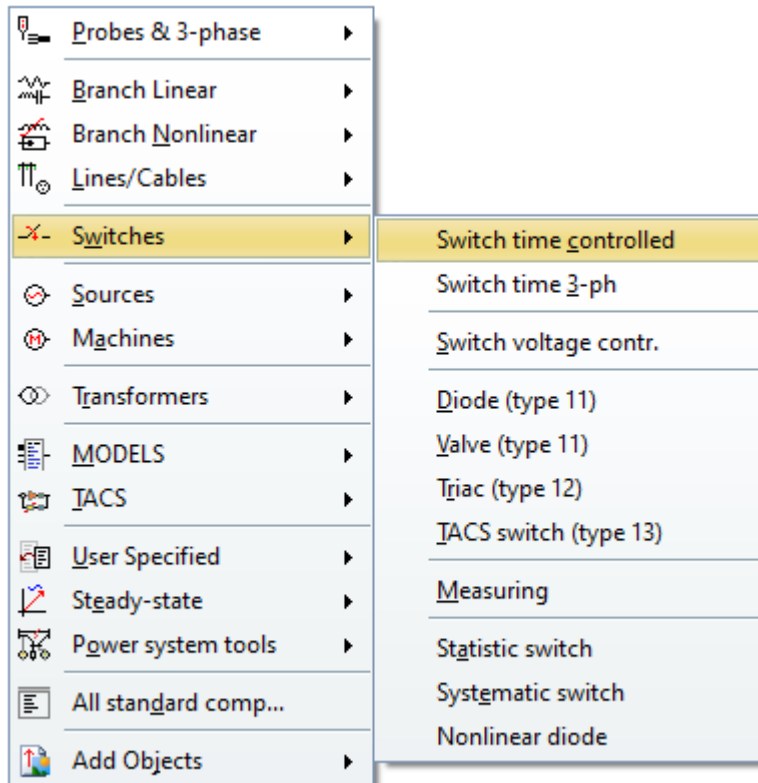 Probes & 3-phase
Branch Linear
Branch Nonlinear
Lines/Cables
Switches
Sources
Machines
Transformers
MODELS
TACS
User Specified
Steady-state
Power system tools
All standard comp...
Add Objects
Switch time controlled
Switch time 3-ph
Switch voltage contr.
Diode (type 11)
Valve (type 11)
Triac (type 12)
TACS switch (type 13)
Measuring
Statistic switch
Systematic switch
Nonlinear diode